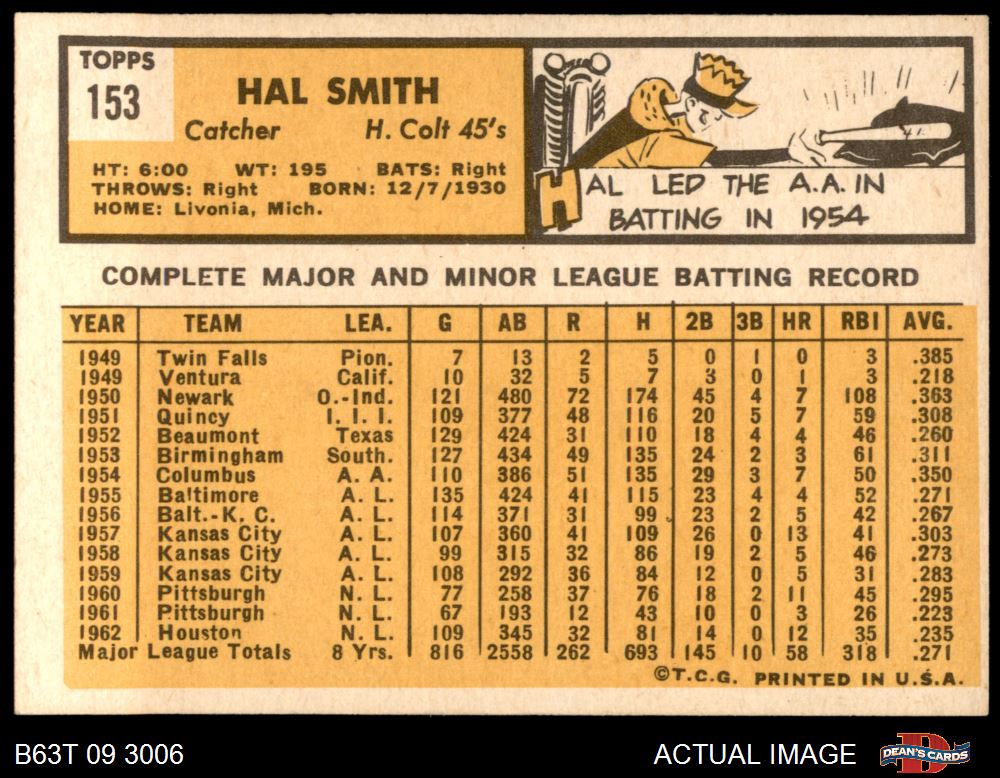 TOPPS
153
HAL SMITH
Catcher H. Colt 45's
HT: 6:00 WT: 195 BATS: Right
THROWS: Right BORN: 12/7/1930
HOME: Livonia, Mich.
HAL LED THE A.A. IN
BATTING IN 1954
COMPLETE MAJOR AND MINOR LEAGUE BATTING RECORD
YEAR TEAM LEA. G AB R H 2B 3B HR RBI AVG.
1949 Twin Falls Pion. 7 13 2 5 0 1 0 3 .385
1949 Ventura Calif. 10 32 5 7 3 0 1 3 .218
1950 Newark O.-Ind. 121 480 72 174 45 4 7 108 .363
1951 Quincy I. I. I. 109 377 48 116 20 5 7 59 .308
1952 Beaumont Texas 129 424 31 110 18 4 4 46 .260
1953 Birmingham South. 127 434 49 135 24 2 3 61 .311
1954 Columbus A. A. 110 386 51 135 29 3 7 50 .350
1955 Baltimore A. L. 135 424 41 115 23 4 4 52 .271
1956 Balt.-K. C. A. L. 114 371 31 99 23 2 5 42 .267
1957 Kansas City A. L. 107 360 41 109 26 0 13 41 .303
1958 Kansas City A. L. 99 315 32 86 19 2 5 46 .273
1959 Kansas City A. L. 108 292 36 84 12 0 5 31 .283
1960 Pittsburgh N. L. 77 258 37 76 18 2 11 45 .295
1961 Pittsburgh N. L. 67 193 12 43 10 0 3 26 .223
1962 Houston N. L. 109 345 32 81 14 0 12 35 .235
Major League Totals 8 Yrs. 816 2558 262 693 145 10 58 318 .271
©T.C.G. PRINTED IN U.S.A.
B63T 09 3006 ACTUAL IMAGE DEAN'S CARDS